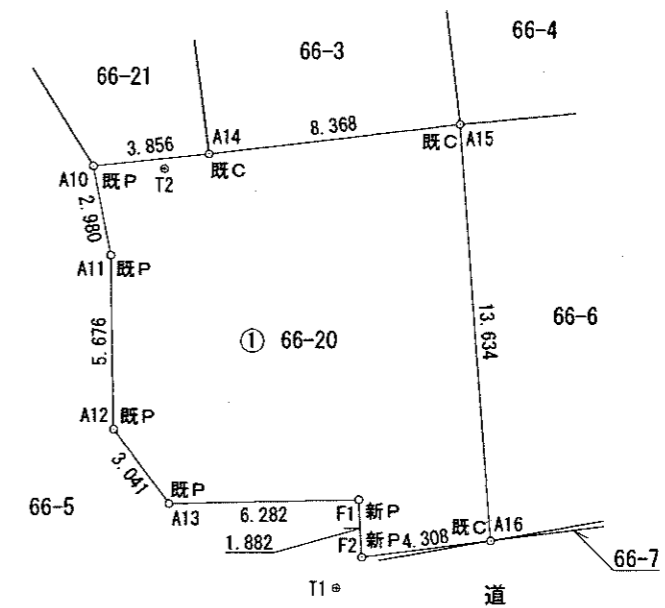 66-4
66-3
66-21
A14
3.856
8.368
既C
A15
A10
既P
T2
既C
2.980
A11
既P
5.676
13.634
66-6
① 66-20
A12
既P
3.041
既P
66-5
A13
6.282
F1
新P
既C
A16
1.882
F2
新P
4.308
66-7
T1
道